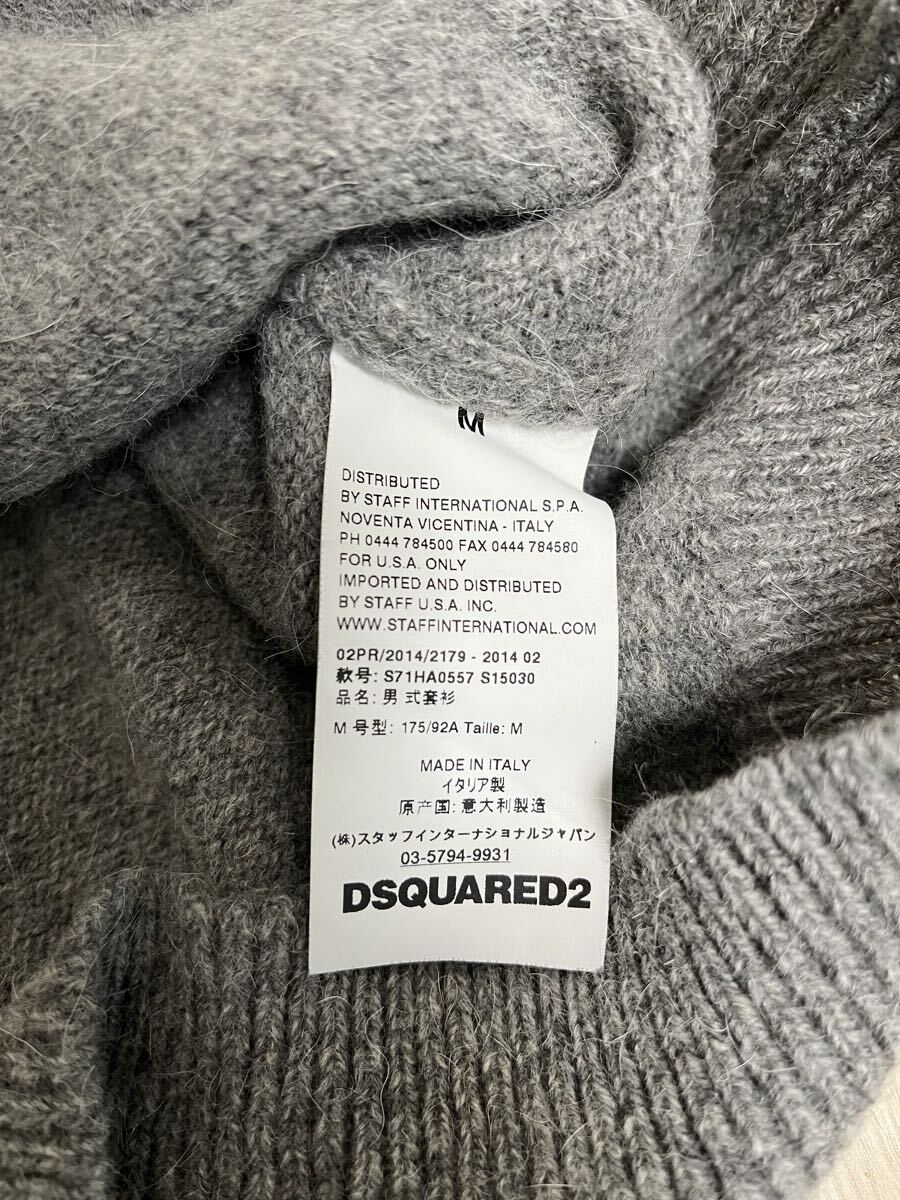 M
DISTRIBUTED
BY STAFF INTERNATIONAL S.P.A.
NOVENTA VICENTINA - ITALY
PH 0444 784500 FAX 0444 784580
FOR U.S.A. ONLY
IMPORTED AND DISTRIBUTED
BY STAFF U.S.A. INC.
WWW.STAFFINTERNATIONAL.COM
02PR/2014/2179 - 2014 02
款号: S71HA0557 S15030
品名: 男 式套衫
M 号型: 175/92A Taille: M
MADE IN ITALY
イタリア製
原产国: 意大利製造
(株)スタッフインターナショナルジャパン
03-5794-9931
DSQUARED2